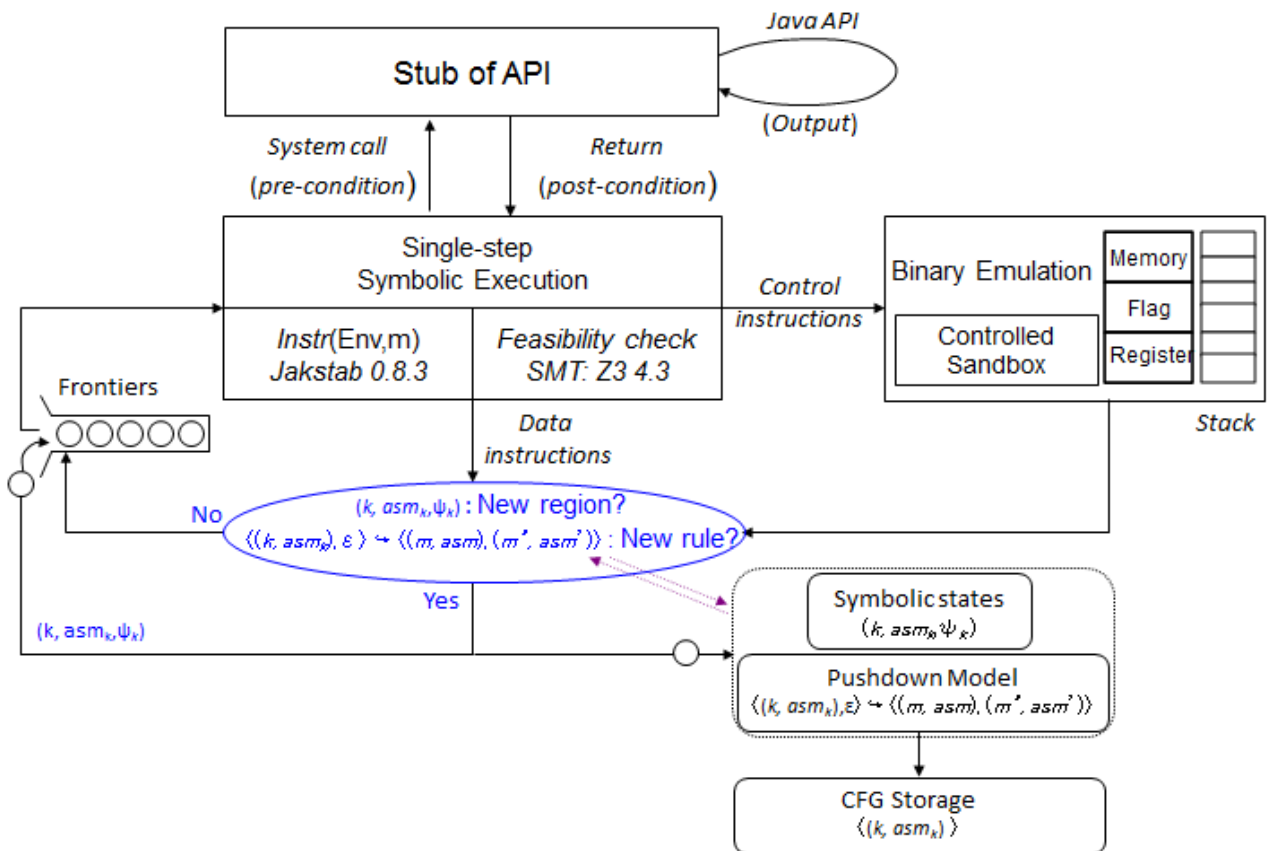 Java API
Stub of API
(Output)
System call
(pre-condition)
Return
(post-condition)
Single-step
Symbolic Execution
Instr(Env,m)
Jakstab 0.8.3
Feasibility check
SMT: Z3 4.3
Control
instructions
Binary Emulation
Controlled
Sandbox
Memory
Flag
Register
Stack
Frontiers
Data
instructions
No
(k, asmₖ,ψₖ) : New region?
⟨(k, asmₖ), ε⟩ ↪ ⟨(m, asm), (m', asm')⟩ : New rule?
Yes
(k, asmₖ,ψₖ)
Symbolic states
(k, asmₖ,ψₖ)
Pushdown Model
⟨(k, asmₖ),ε⟩ ↪ ⟨(m, asm), (m', asm')⟩
CFG Storage
⟨(k, asmₖ)⟩